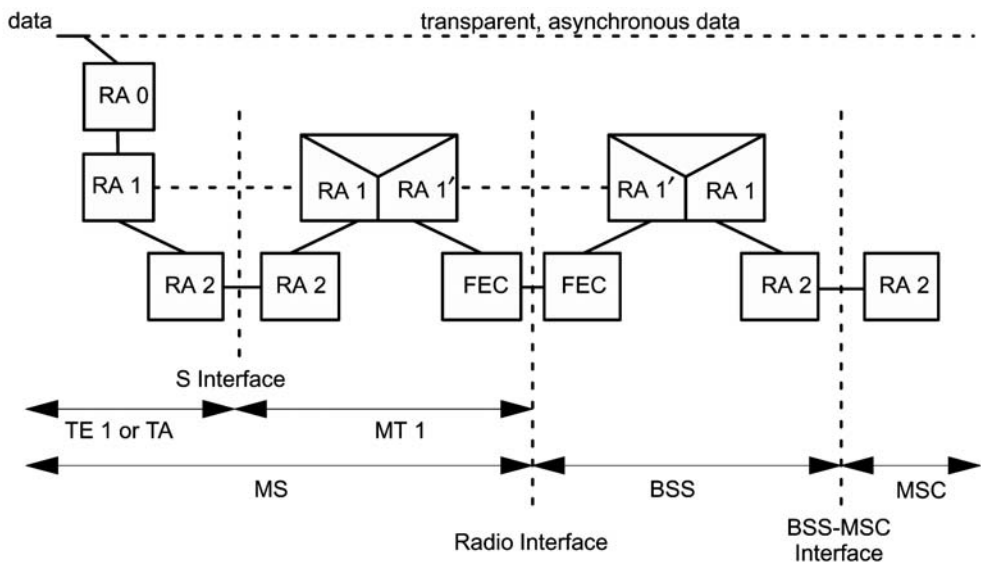 data
transparent, asynchronous data
RA 0
RA 1
RA 1
RA 1′
RA 1′
RA 1
RA 2
RA 2
FEC
FEC
RA 2
RA 2
S Interface
TE 1 or TA
MT 1
MS
BSS
MSC
Radio Interface
BSS-MSC
Interface